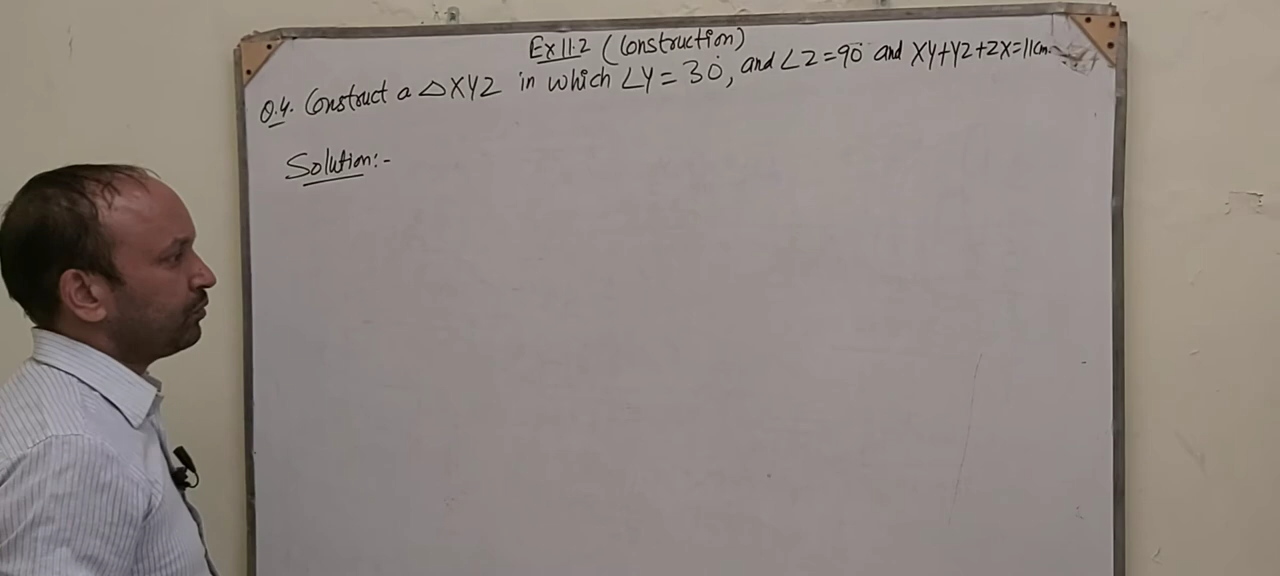 Ex 11.2 (Construction)
Q.4. Construct a △XYZ in which ∠Y = 30°, and ∠Z = 90° and XY+YZ+ZX=11cm.
Solution:-